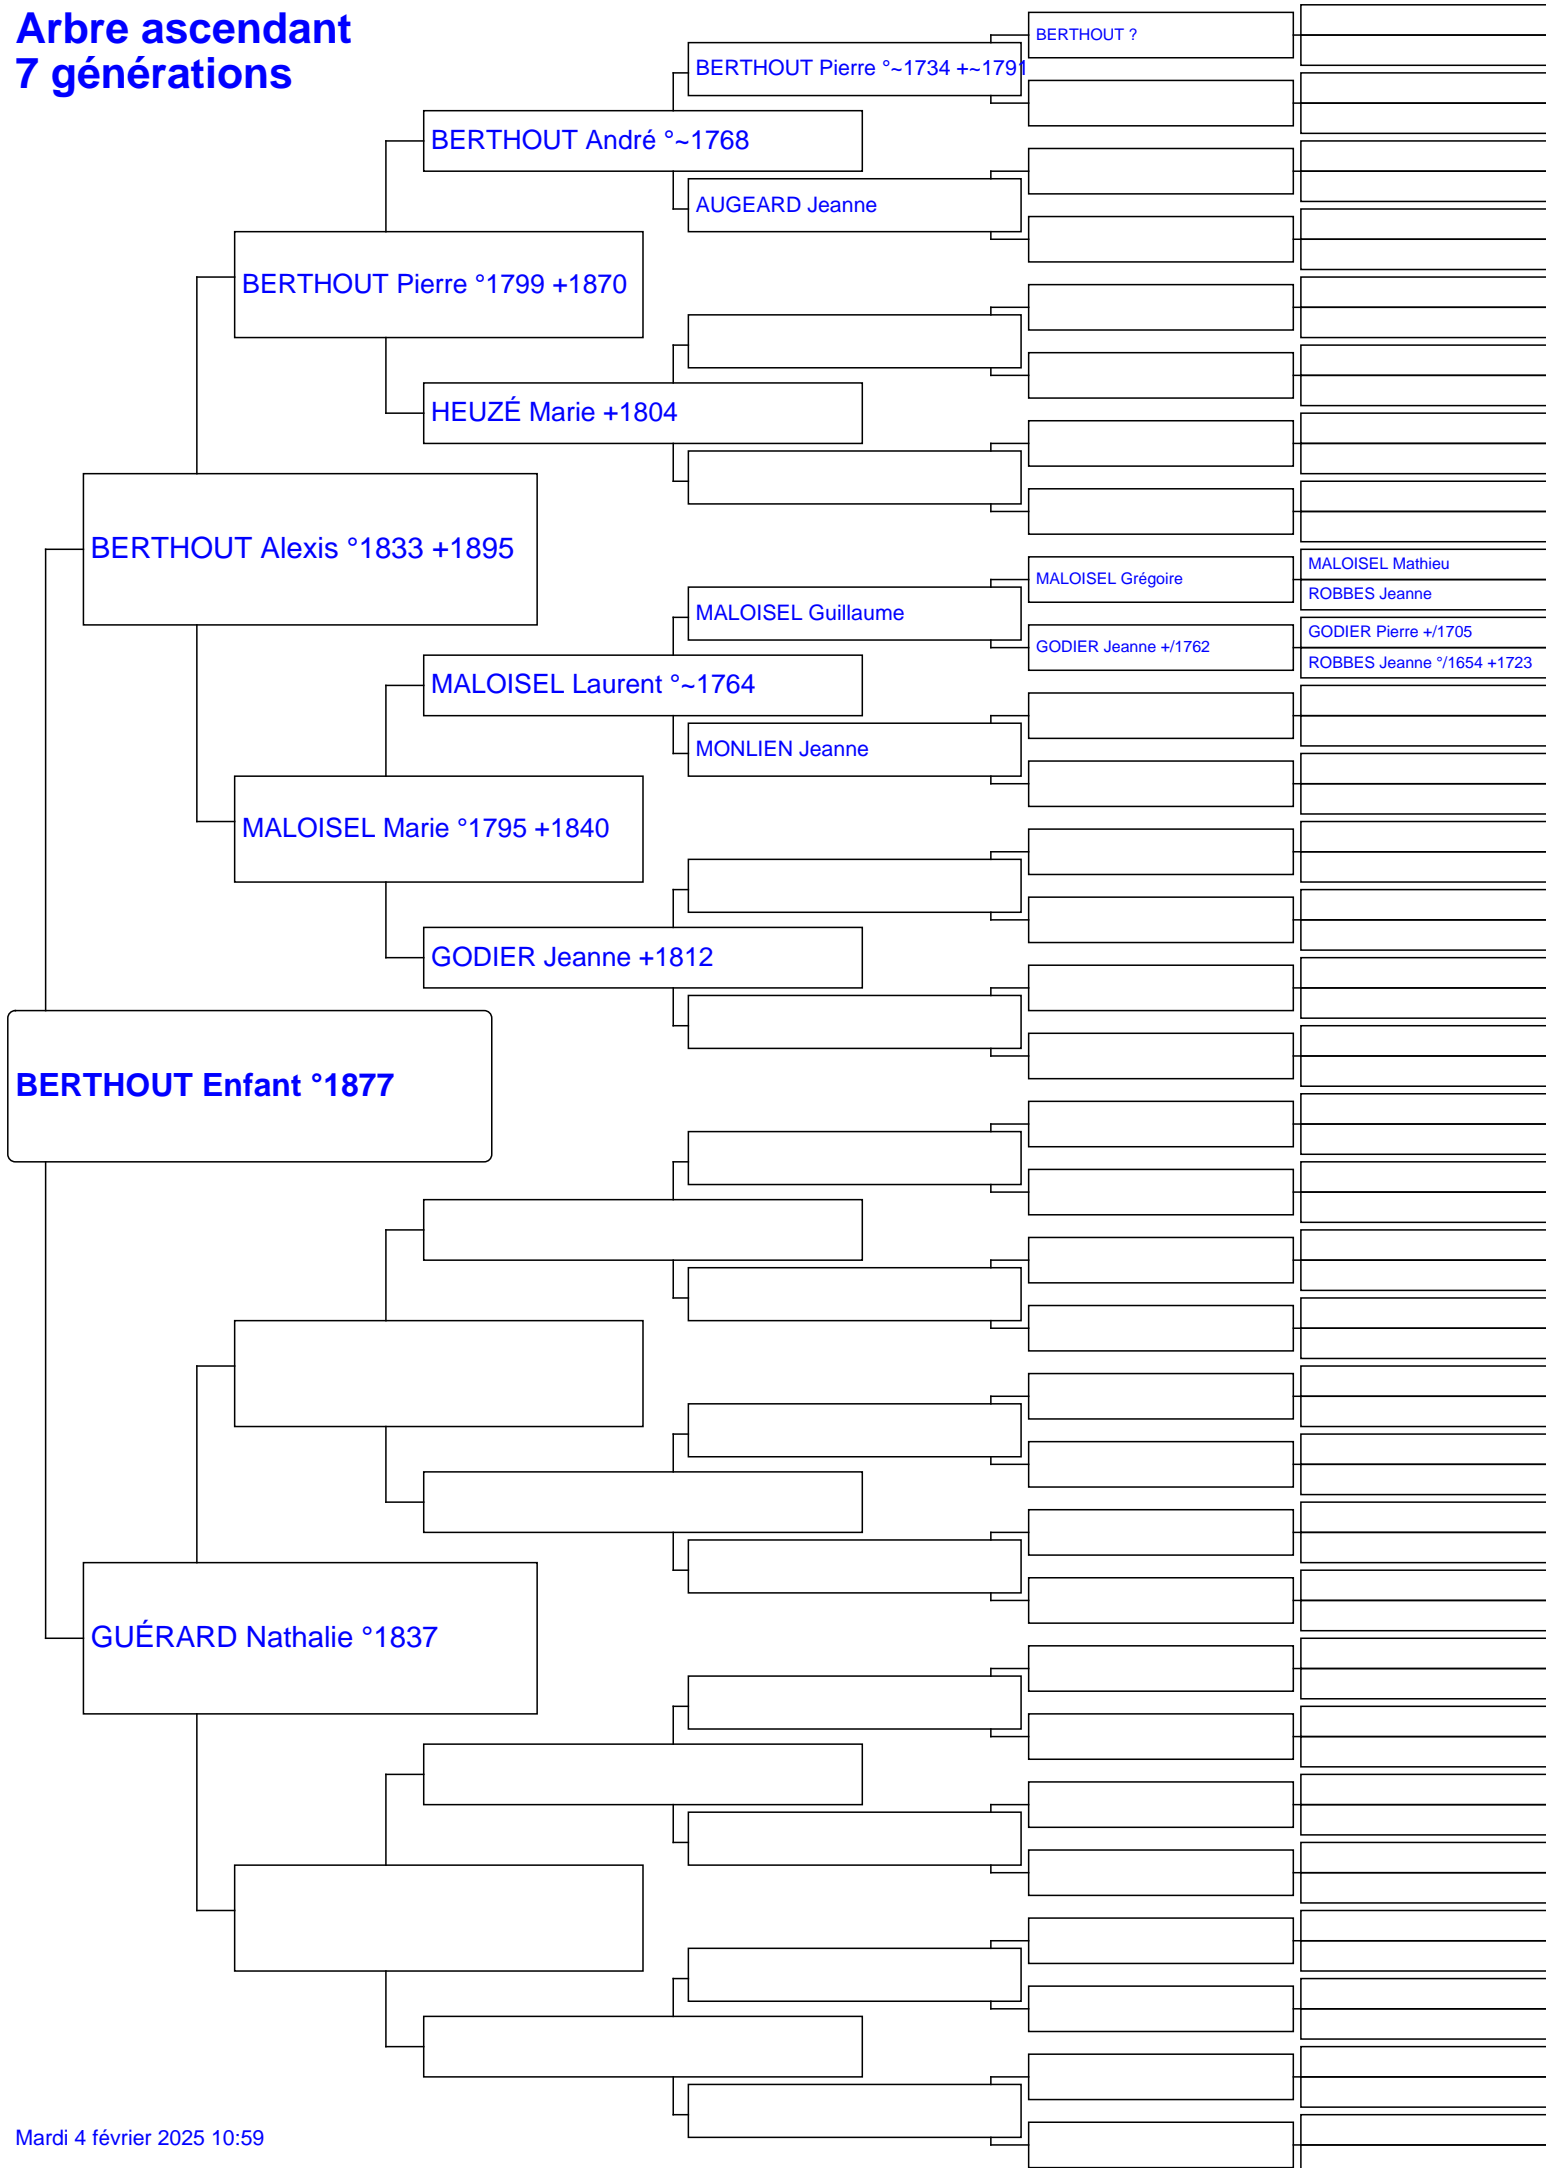 Arbre ascendant
7 générations
BERTHOUT ?
BERTHOUT Pierre °~1734 +~1791
BERTHOUT André °~1768
AUGEARD Jeanne
BERTHOUT Pierre °1799 +1870
HEUZÉ Marie +1804
BERTHOUT Alexis °1833 +1895
MALOISEL Mathieu
MALOISEL Grégoire
ROBBES Jeanne
MALOISEL Guillaume
GODIER Pierre +/1705
GODIER Jeanne +/1762
ROBBES Jeanne °/1654 +1723
MALOISEL Laurent °~1764
MONLIEN Jeanne
MALOISEL Marie °1795 +1840
GODIER Jeanne +1812
BERTHOUT Enfant °1877
GUÉRARD Nathalie °1837
Mardi 4 février 2025 10:59